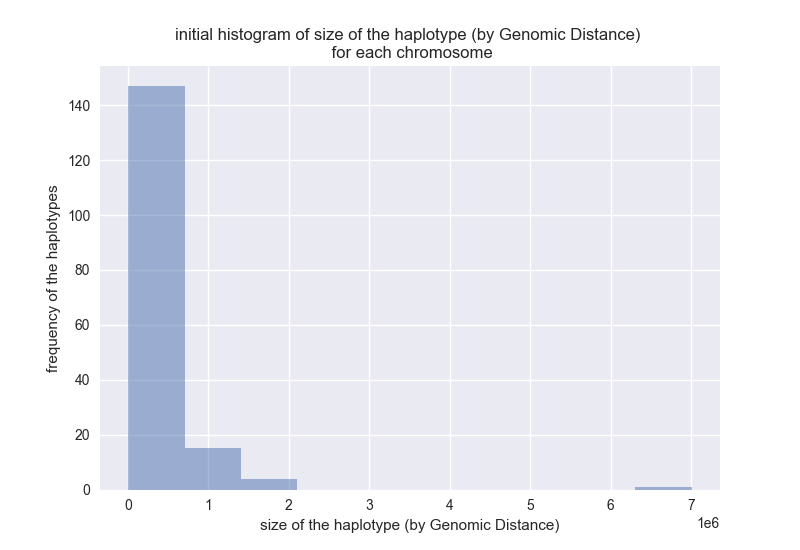 initial histogram of size of the haplotype (by Genomic Distance)
for each chromosome
frequency of the haplotypes
140
120
100
80
60
40
20
0
0 1 2 3 4 5 6 7
1e6
size of the haplotype (by Genomic Distance)